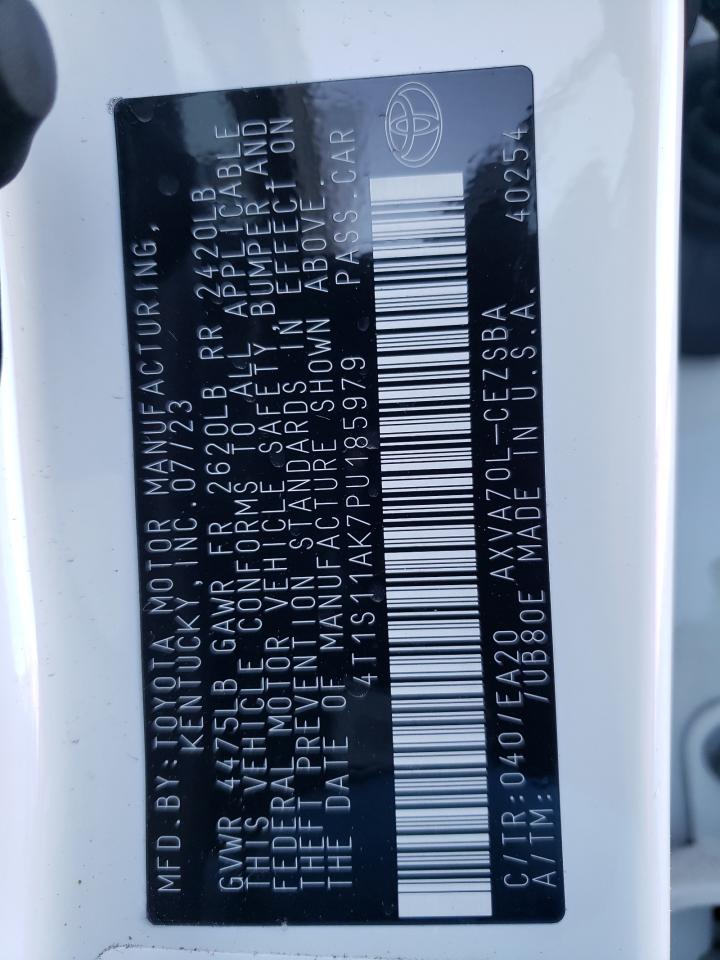 MFD.BY:TOYOTA MOTOR MANUFACTURING,
KENTUCKY, INC. 07/23
GVWR 4475LB GAWR FR 2620LB RR 2420LB
THIS VEHICLE CONFORMS TO ALL APPLICABLE
FEDERAL MOTOR VEHICLE SAFETY, BUMPER AND
THEFT PREVENTION STANDARDS IN EFFECT ON
THE DATE OF MANUFACTURE SHOWN ABOVE.
4T1S11AK7PU185979 PASS.CAR
C/TR:040/EA20 AXVA70L-CEZSBA 40254
A/TM: /UB80E MADE IN U.S.A.